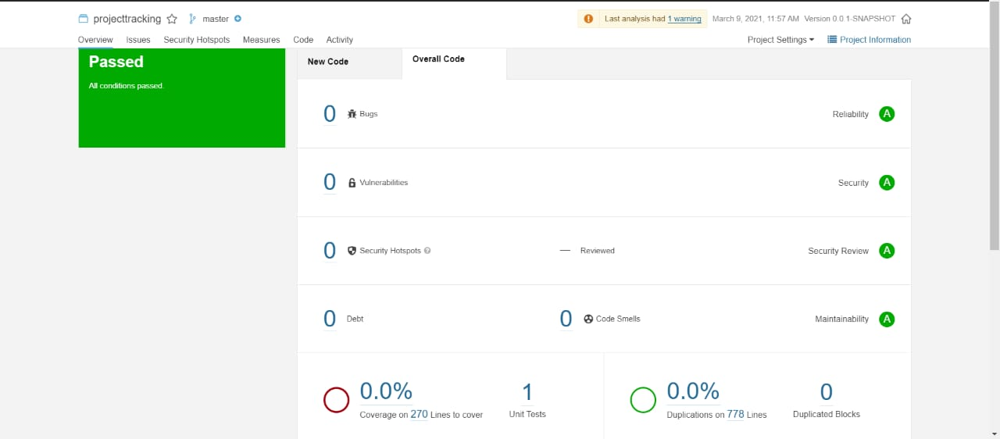 projecttracking master Last analysis had 1 warning March 9, 2021, 11:57 AM Version 0.0.1-SNAPSHOT
Overview Issues Security Hotspots Measures Code Activity Project Settings Project Information
Passed
All conditions passed.
New Code Overall Code
0 Bugs Reliability A
0 Vulnerabilities Security A
0 Security Hotspots ? — Reviewed Security Review A
0 Debt 0 Code Smells Maintainability A
0.0% 1 0.0% 0
Coverage on 270 Lines to cover Unit Tests Duplications on 778 Lines Duplicated Blocks